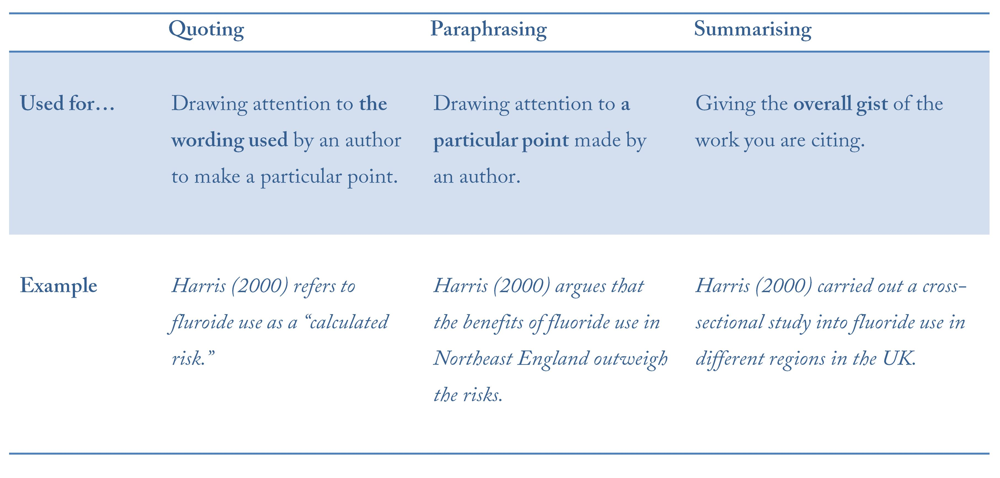 Quoting Paraphrasing Summarising
Used for… Drawing attention to the Drawing attention to a Giving the overall gist of the
wording used by an author particular point made by work you are citing.
to make a particular point. an author.
Example Harris (2000) refers to Harris (2000) argues that Harris (2000) carried out a cross-
fluroide use as a “calculated the benefits of fluoride use in sectional study into fluoride use in
risk.” Northeast England outweigh different regions in the UK.
the risks.